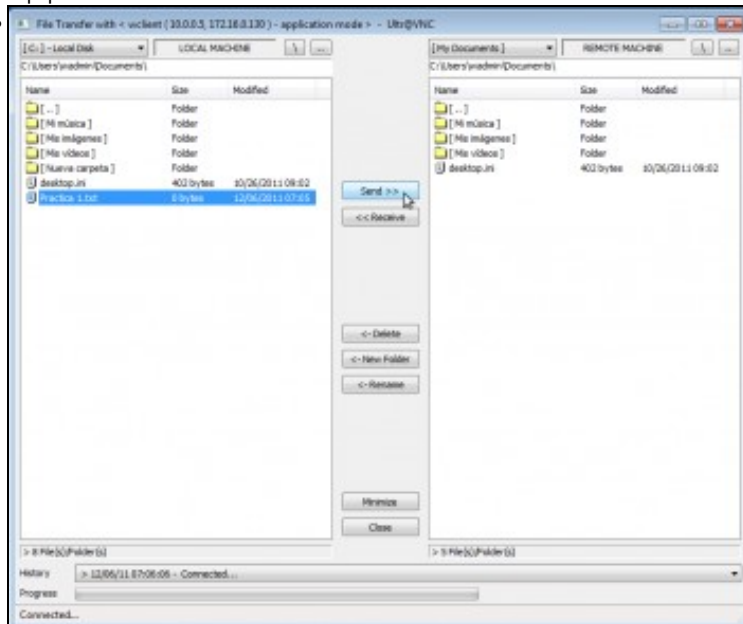 File Transfer with < wclient ( 10.0.0.5, 172.16.0.130 ) - application mode > - Ultr@VNC
[ C: ] - Local Disk LOCAL MACHINE \ ...
[My Documents ] REMOTE MACHINE \ ...
C:\Users\wadmin\Documents\
C:\Users\wadmin\Documents\
Name Size Modified
Name Size Modified
[ .. ] Folder
[ Mi música ] Folder
[ Mis imágenes ] Folder
[ Mis vídeos ] Folder
[ Nueva carpeta ] Folder
desktop.ini 402 bytes 10/26/2011 09:02
Practica 1.txt 0 bytes 12/06/2011 07:05
[ .. ] Folder
[ Mi música ] Folder
[ Mis imágenes ] Folder
[ Mis vídeos ] Folder
desktop.ini 402 bytes 10/26/2011 09:02
Send >>
<< Receive
<- Delete
<- New Folder
<- Rename
Minimize
Close
> 8 File(s)/Folder(s)
> 5 File(s)/Folder(s)
History > 12/06/11 07:06:06 - Connected...
Progress
Connected...